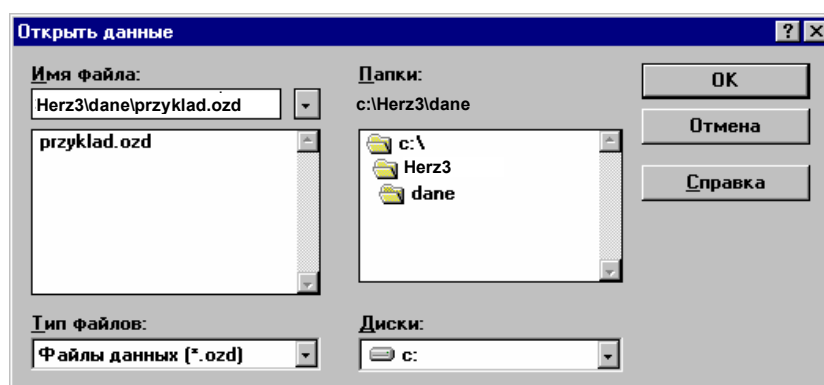 Открыть данные
Имя файла:
Herz3\dane\przyklad.ozd
przyklad.ozd
Тип файлов:
Файлы данных (*.ozd)
Папки:
c:\Herz3\dane
c:\
Herz3
dane
Диски:
c:
OK
Отмена
Справка